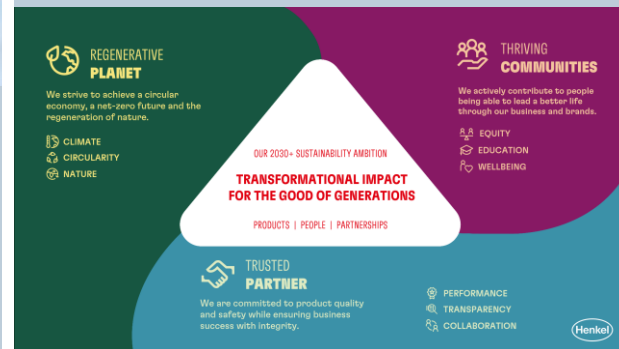 REGENERATIVE
PLANET
We strive to achieve a circular
economy, a net-zero future and the
regeneration of nature.
CLIMATE
CIRCULARITY
NATURE
THRIVING
COMMUNITIES
We actively contribute to people
being able to lead a better life
through our business and brands.
EQUITY
EDUCATION
WELLBEING
OUR 2030+ SUSTAINABILITY AMBITION
TRANSFORMATIONAL IMPACT
FOR THE GOOD OF GENERATIONS
PRODUCTS | PEOPLE | PARTNERSHIPS
TRUSTED
PARTNER
We are committed to product quality
and safety while ensuring business
success with integrity.
PERFORMANCE
TRANSPARENCY
COLLABORATION
Henkel